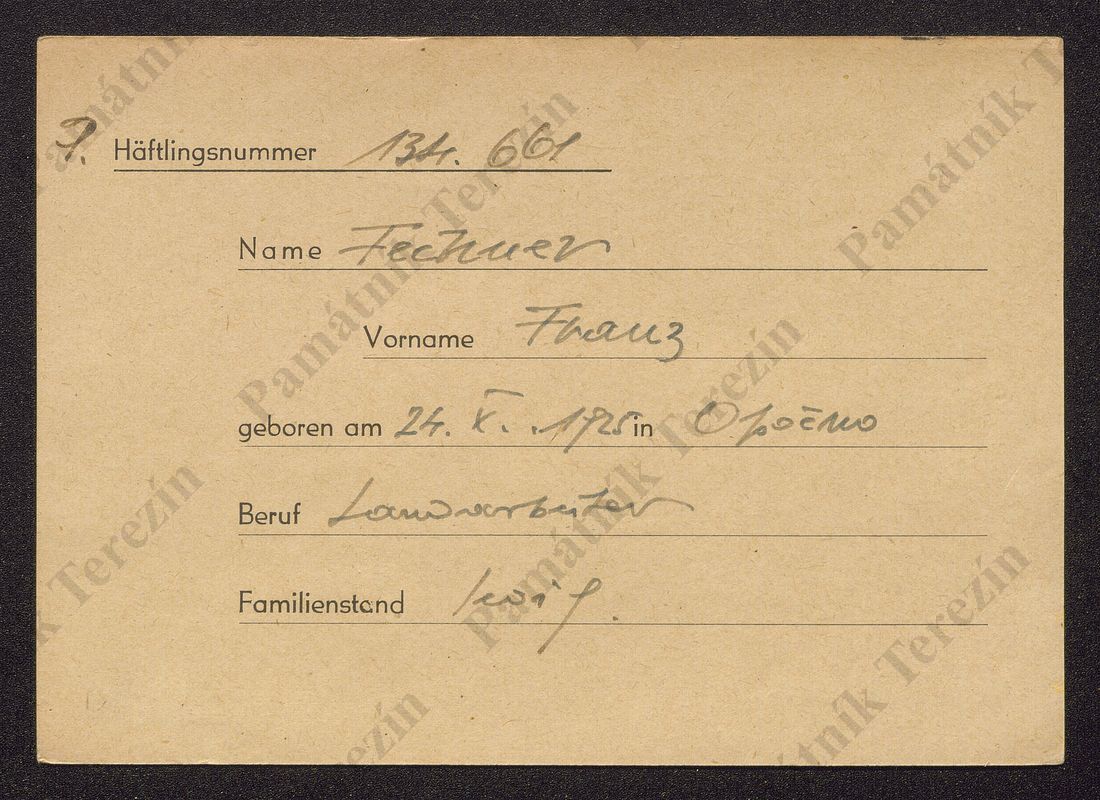 P. Häftlingsnummer 134.661
Name Fechner
Vorname Franz
geboren am 24. X. 1925 in Opočno
Beruf Landarbeiter
Familienstand ledig.
Památník Terezín